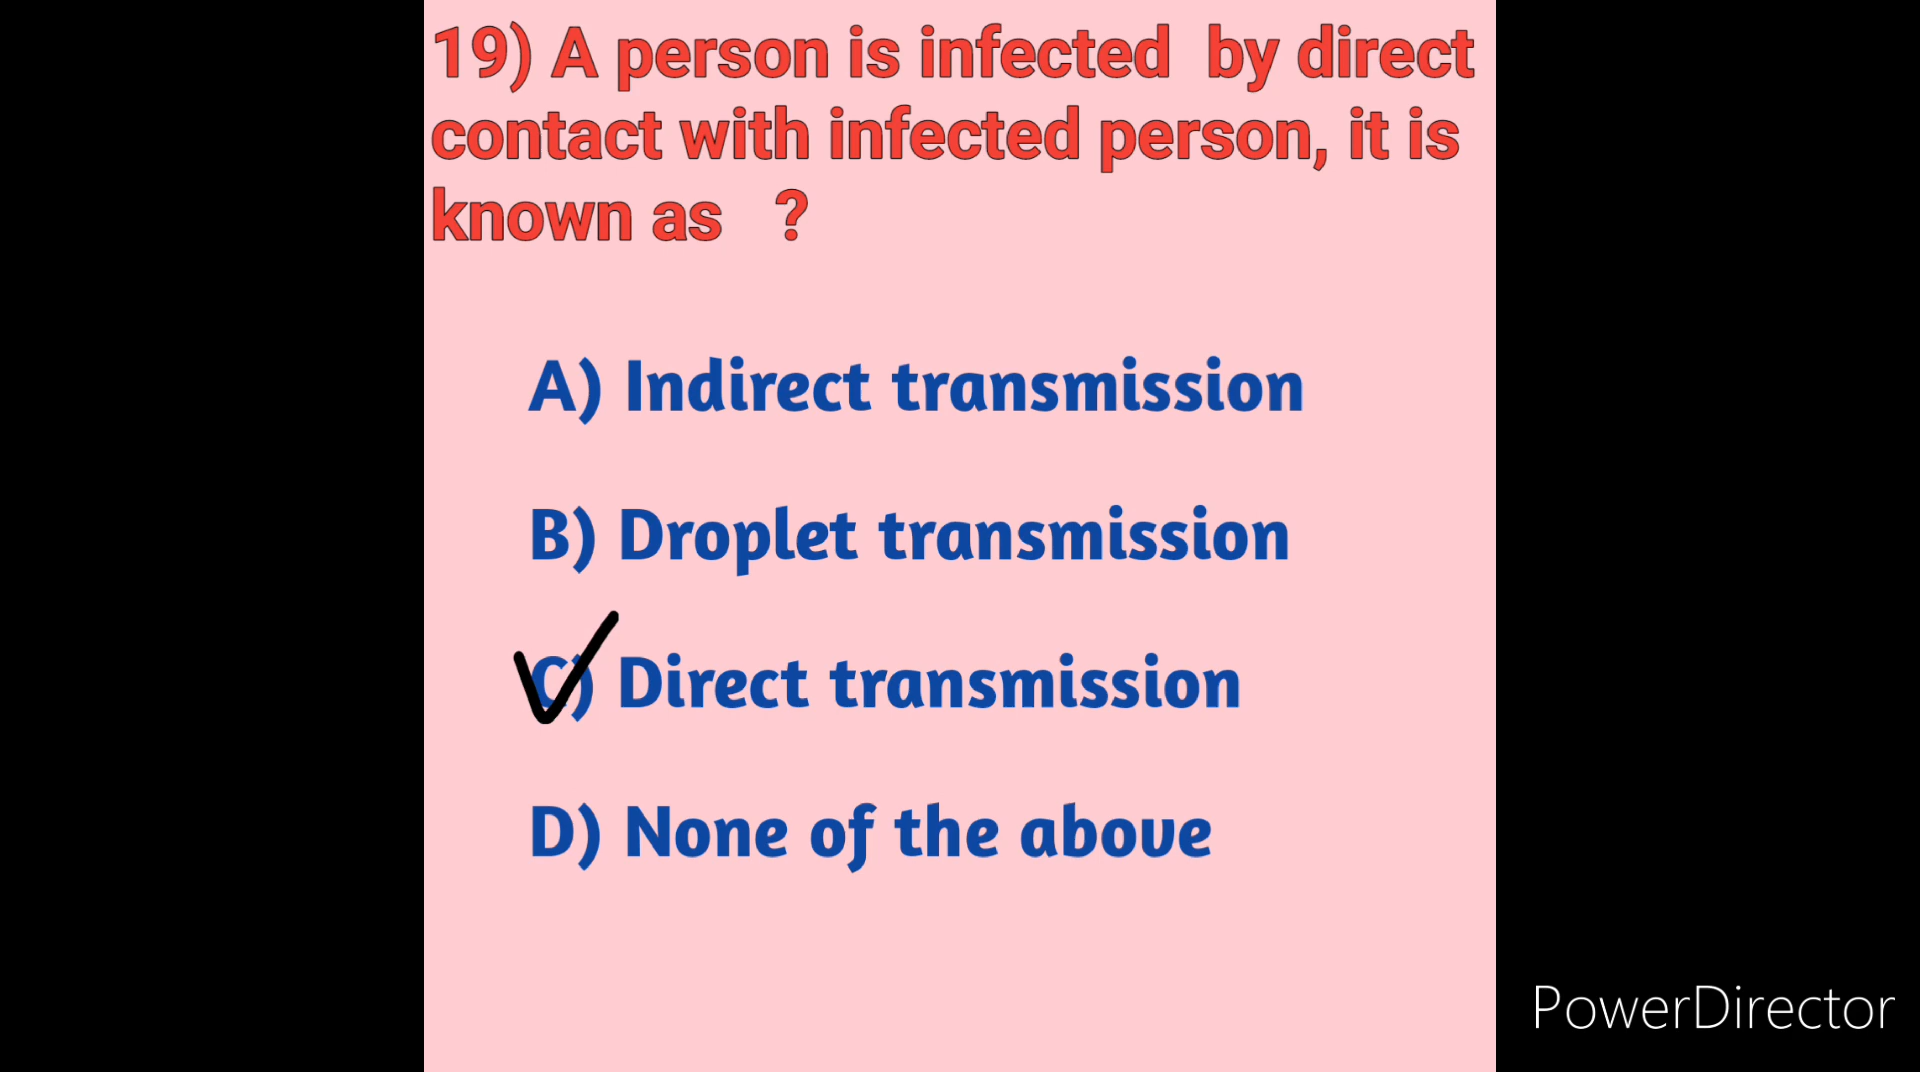 19) A person is infected by direct
contact with infected person, it is
known as ?
A) Indirect transmission
B) Droplet transmission
C) Direct transmission
D) None of the above
PowerDirector